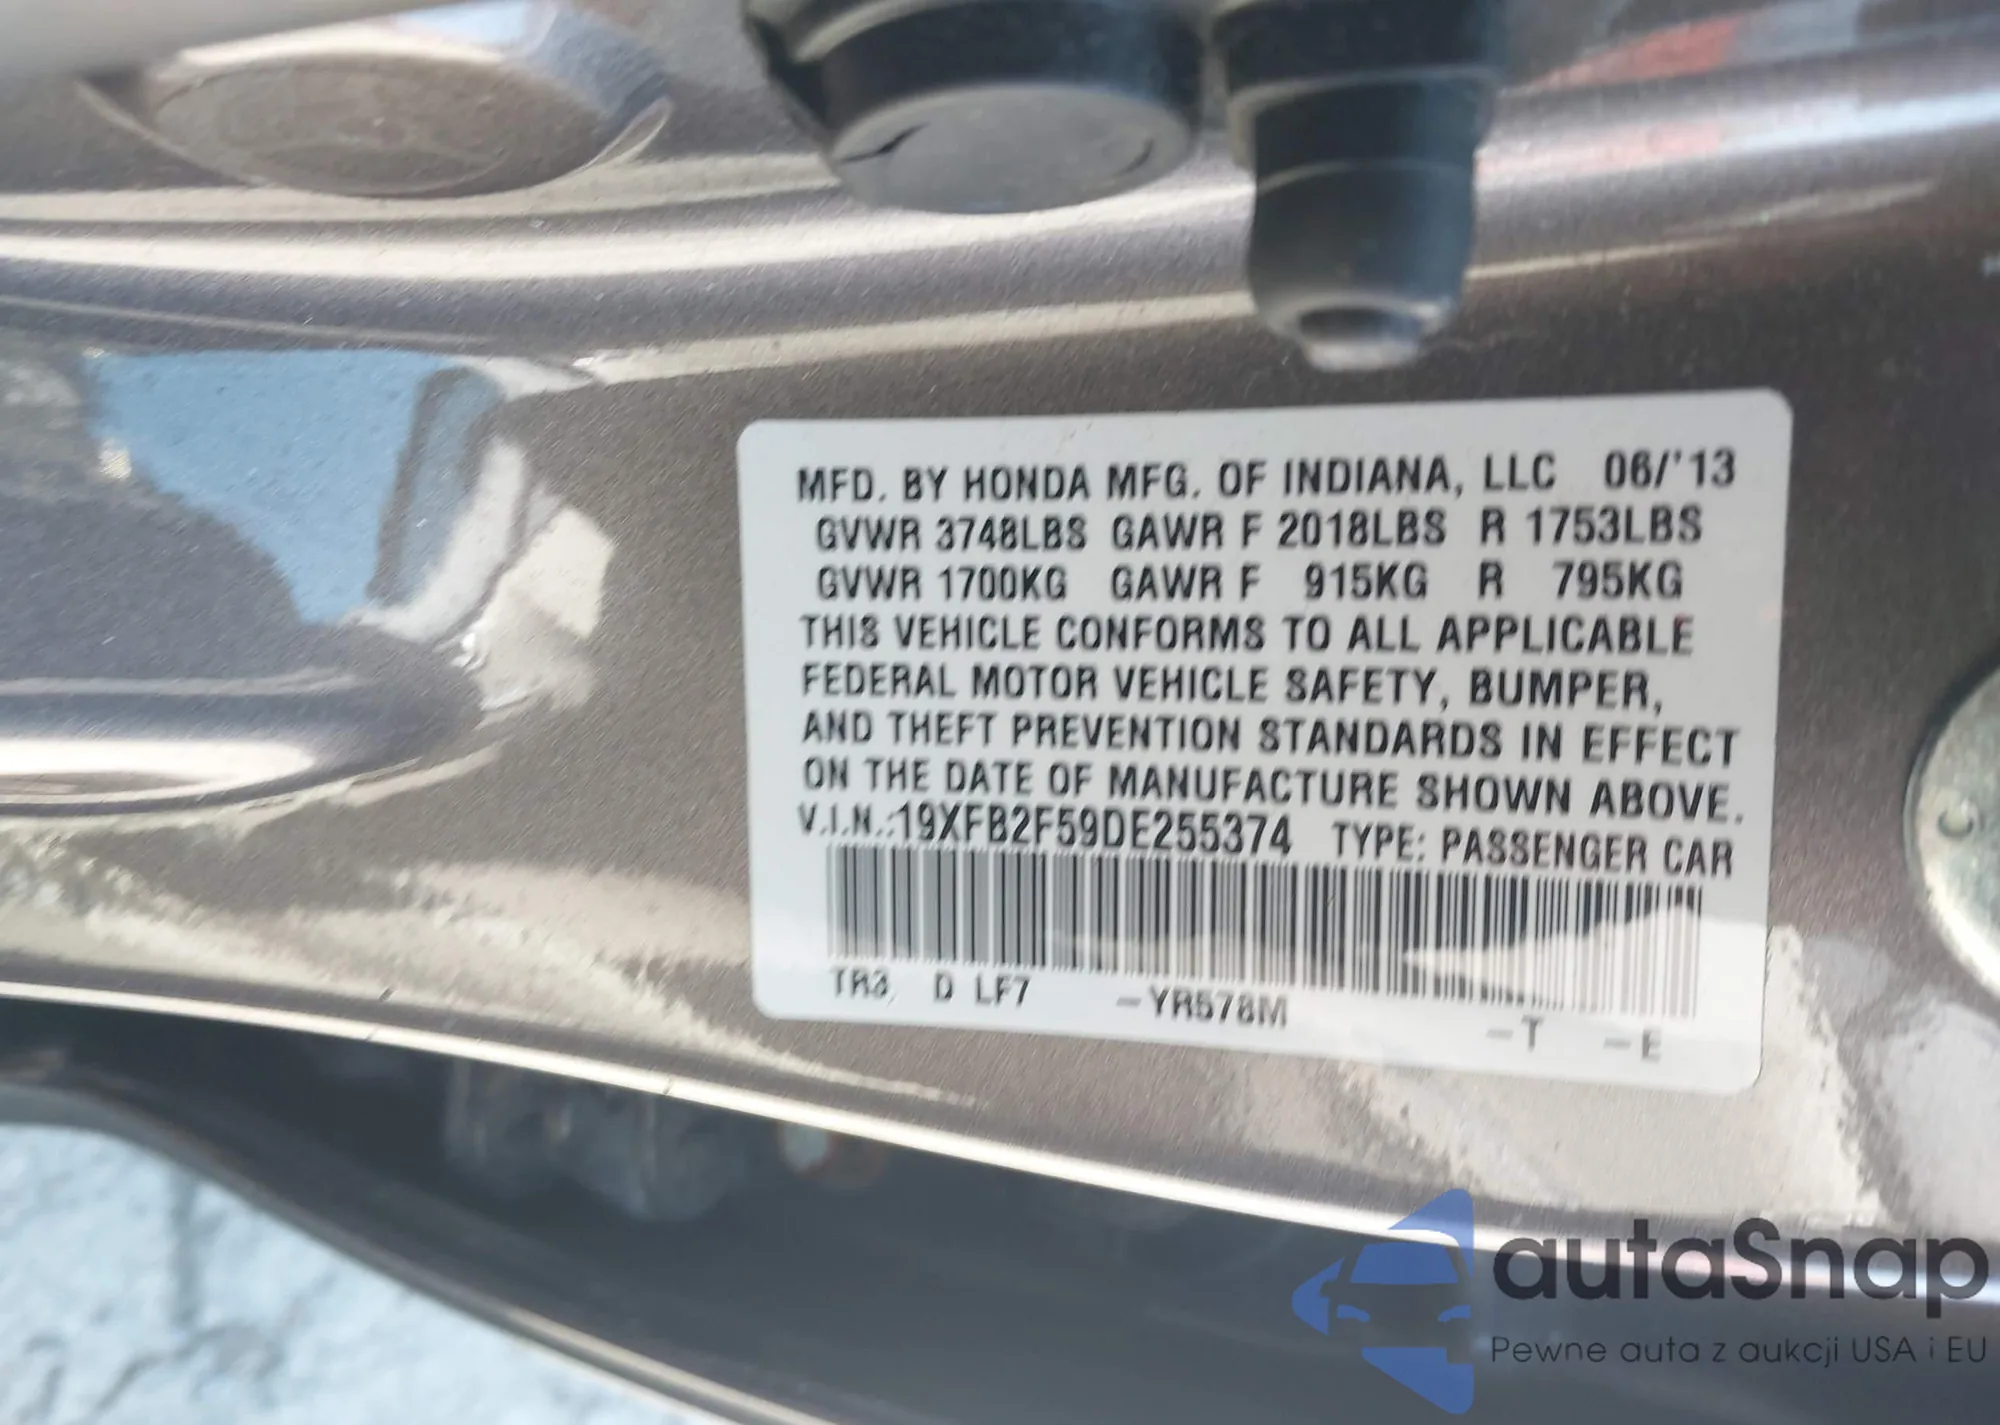 MFD. BY HONDA MFG. OF INDIANA, LLC 06/'13
GVWR 3748LBS GAWR F 2018LBS R 1753LBS
GVWR 1700KG GAWR F 915KG R 795KG
THIS VEHICLE CONFORMS TO ALL APPLICABLE
FEDERAL MOTOR VEHICLE SAFETY, BUMPER,
AND THEFT PREVENTION STANDARDS IN EFFECT
ON THE DATE OF MANUFACTURE SHOWN ABOVE.
V.I.N.:19XFB2F59DE255374 TYPE: PASSENGER CAR
TR3 D LF7 -YR578M -T -E
autaSnap
Pewne auta z aukcji USA i EU